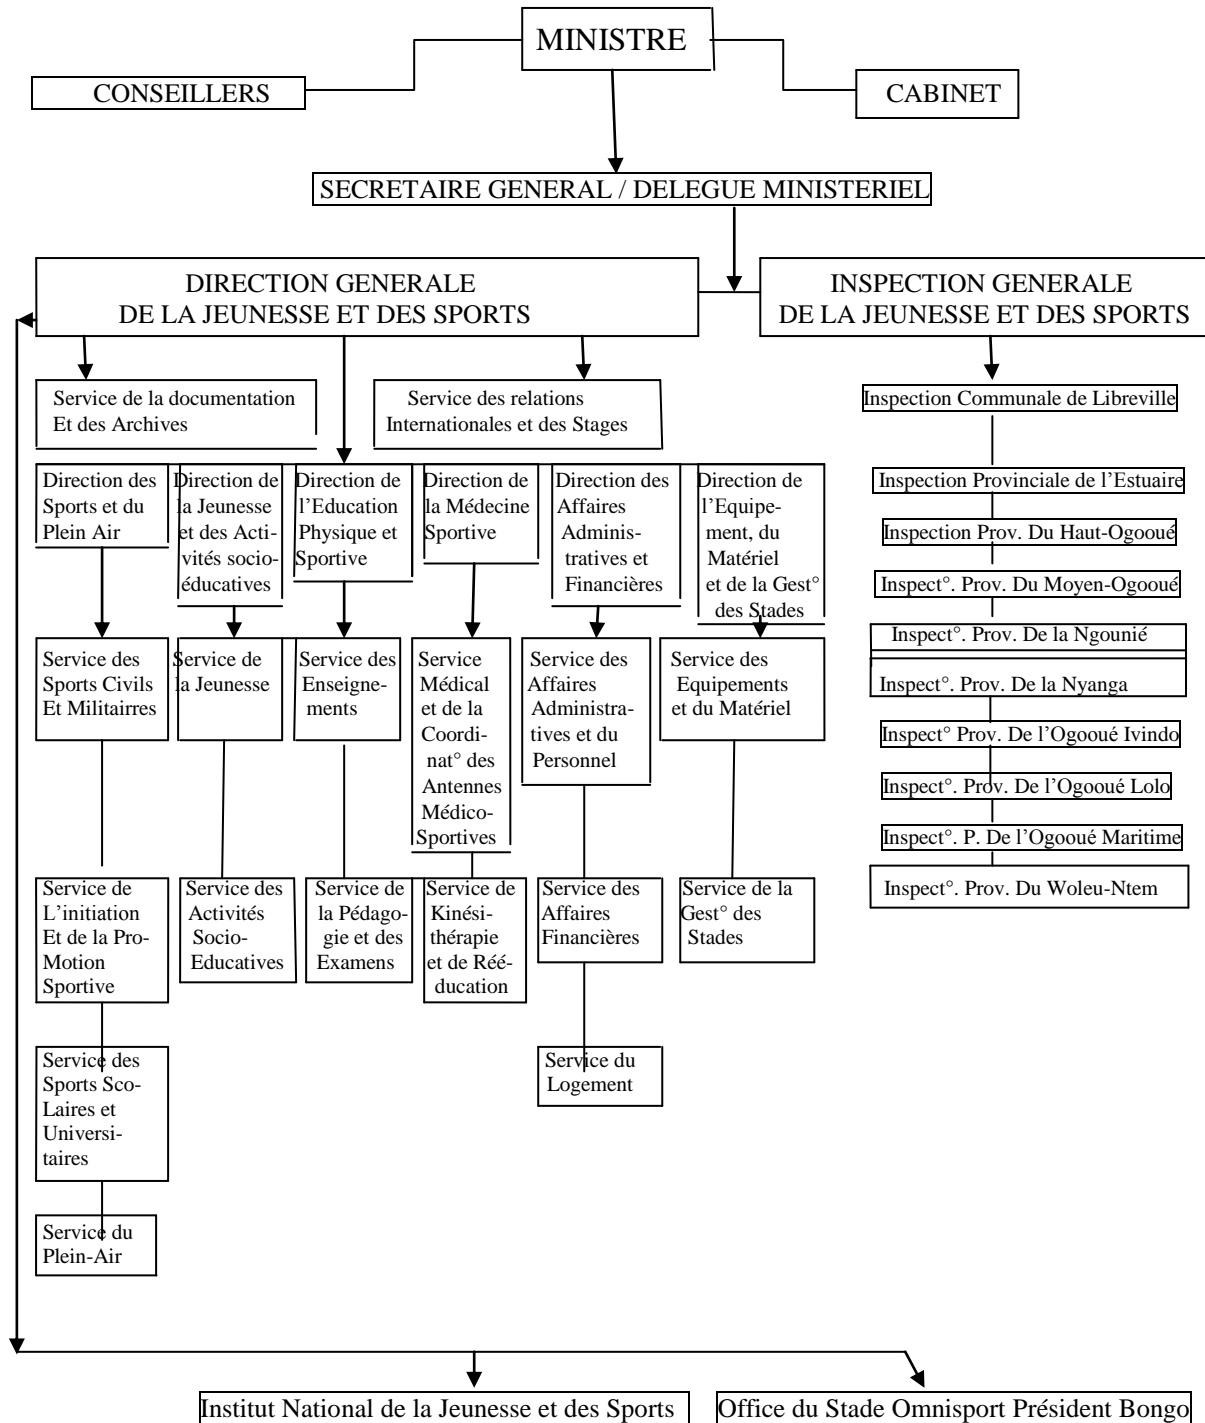 MINISTRE
CONSEILLERS
CABINET
SECRETAIRE GENERAL / DELEGUE MINISTERIEL
DIRECTION GENERALE
DE LA JEUNESSE ET DES SPORTS
INSPECTION GENERALE
DE LA JEUNESSE ET DES SPORTS
Service de la documentation
Et des Archives
Service des relations
Internationales et des Stages
Inspection Communale de Libreville
Direction des
Sports et du
Plein Air
Direction de
la Jeunesse
et des Acti-
vités socio-
éducatives
Direction de
l'Education
Physique et
Sportive
Direction de
la Médecine
Sportive
Direction des
Affaires
Adminis-
tratives et
Financières
Direction de
l'Equipe-
ment, du
Matériel
et de la Gest°
des Stades
Inspection Provinciale de l'Estuaire
Inspection Prov. Du Haut-Ogooué
Inspect°. Prov. Du Moyen-Ogooué
Inspect°. Prov. De la Ngounié
Inspect°. Prov. De la Nyanga
Inspect° Prov. De l'Ogooué Ivindo
Inspect°. Prov. De l'Ogooué Lolo
Inspect°. P. De l'Ogooué Maritime
Inspect°. Prov. Du Woleu-Ntem
Service des
Sports Civils
Et Militairres
Service de
la Jeunesse
Service des
Enseigne-
ments
Service
Médical
et de la
Coordi-
nat° des
Antennes
Médico-
Sportives
Service des
Affaires
Administra-
tives et du
Personnel
Service des
Equipements
et du Matériel
Service de
L'initiation
Et de la Pro-
Motion
Sportive
Service des
Activités
Socio-
Educatives
Service de
la Pédago-
gie et des
Examens
Service de
Kinési-
thérapie
et de Réé-
ducation
Service des
Affaires
Financières
Service de la
Gest° des
Stades
Service des
Sports Sco-
Laires et
Universi-
taires
Service du
Logement
Service du
Plein-Air
Institut National de la Jeunesse et des Sports
Office du Stade Omnisport Président Bongo